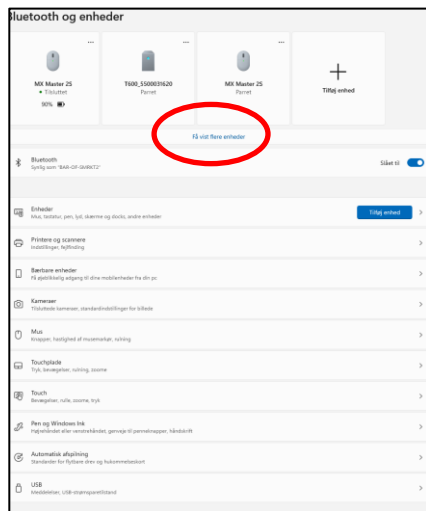 Bluetooth og enheder
MX Master 2S
Tilsluttet
90%
T600_5500031620
Parret
MX Master 2S
Parret
Tilføj enhed
Få vist flere enheder
Bluetooth
Synlig som "BAR-OF-SMRKT2"
Slået til
Enheder
Mus, tastatur, pen, lyd, skærme og docks, andre enheder
Tilføj enhed
Printere og scannere
Indstillinger, fejlfinding
Bærbare enheder
Få øjeblikkelig adgang til dine mobilenheder fra din pc
Kameraer
Tilsluttede kameraer, standardindstillinger for billede
Mus
Knapper, hastighed af musemarkør, rulning
Touchplade
Tryk, bevægelser, rulning, zoome
Touch
Bevægelser, rulle, zoome, tryk
Pen og Windows Ink
Højrehåndet eller venstrehåndet, genveje til penneknapper, håndskrift
Automatisk afspilning
Standarder for flytbare drev og hukommelseskort
USB
Meddelelser, USB-strømsparetilstand